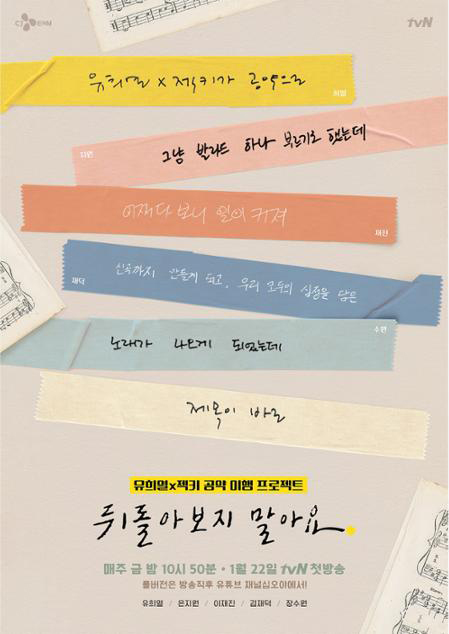 CJ ENM
tvN
유희열 x 젝키가 공약으로
희열
지원
그냥 발라드 하나 부르기로 했는데
어쩌다 보니 일이 커져
재진
재덕
신곡까지 만들게 되고, 우리 모두의 심정을 담은
수원
노래가 나오게 되었는데
제목이 바로
유희열x젝키 공약 이행 프로젝트
뒤돌아보지 말아요.
매주 금 밤 10시 50분 · 1월 22일 tvN 첫방송
풀버전은 방송직후 유튜브 채널십오야에서!
유희열 / 은지원 / 이재진 / 김재덕 / 장수원